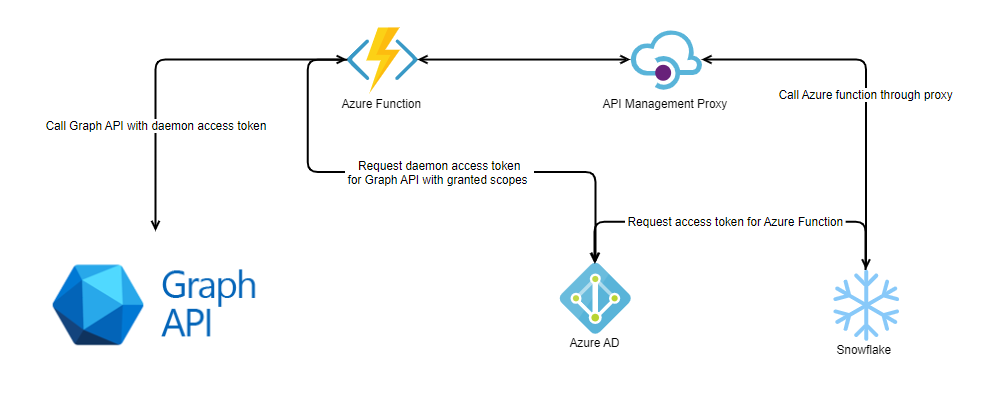 Azure Function
API Management Proxy
Call Azure function through proxy
Call Graph API with daemon access token
Request daemon access token
for Graph API with granted scopes
Request access token for Azure Function
Graph
API
Azure AD
Snowflake